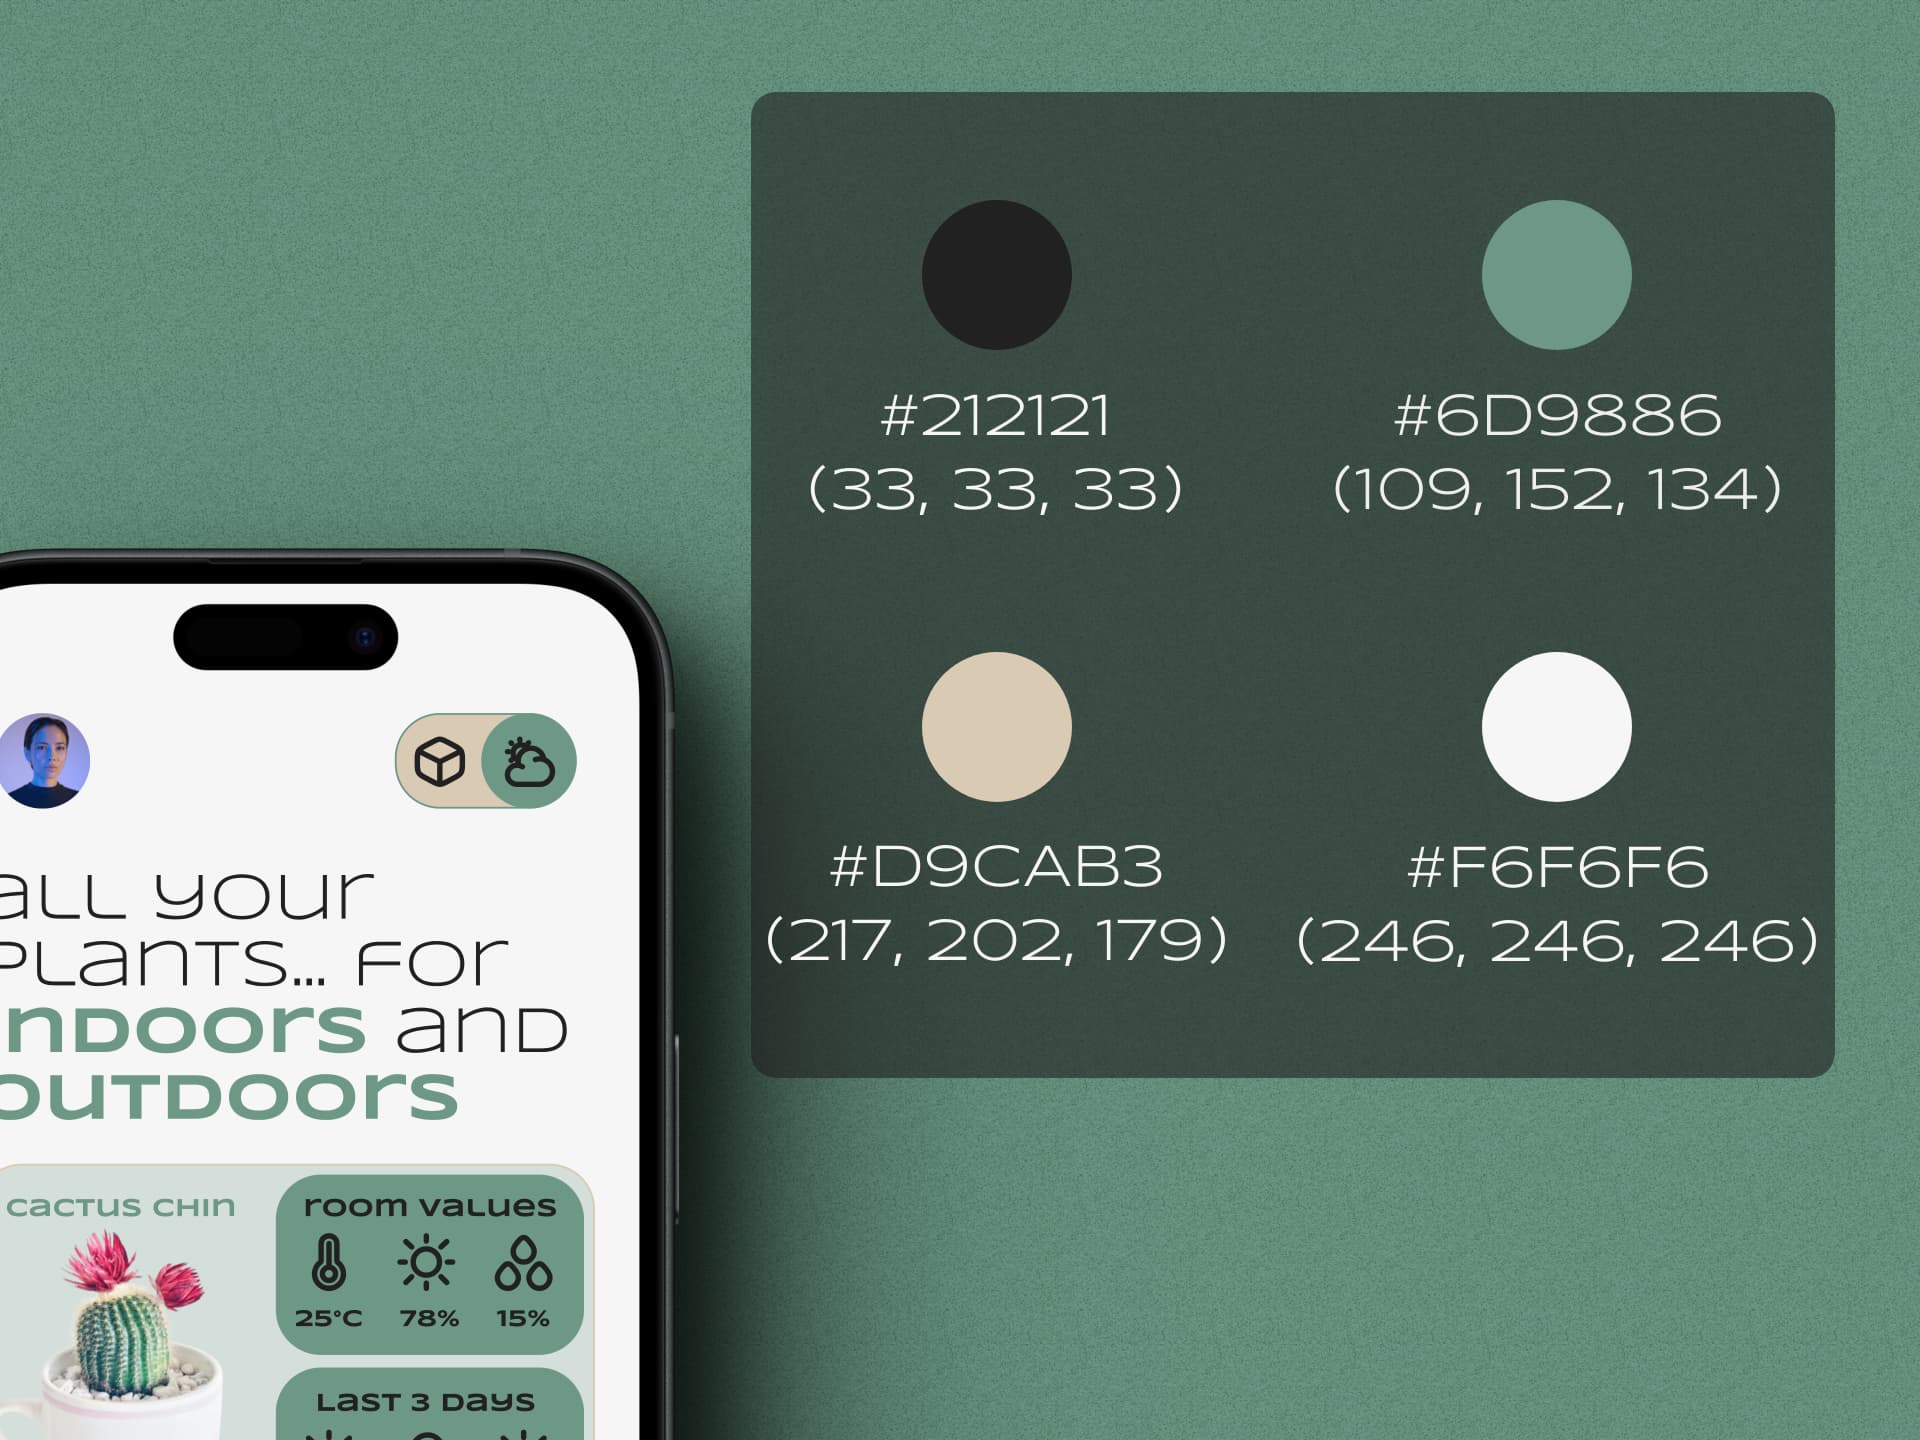 #212121
(33, 33, 33)
#6D9886
(109, 152, 134)
#D9CAB3
(217, 202, 179)
#F6F6F6
(246, 246, 246)
all your
plants... for
indoors and
outdoors
cactus chin
room values
25°C 78% 15%
last 3 days